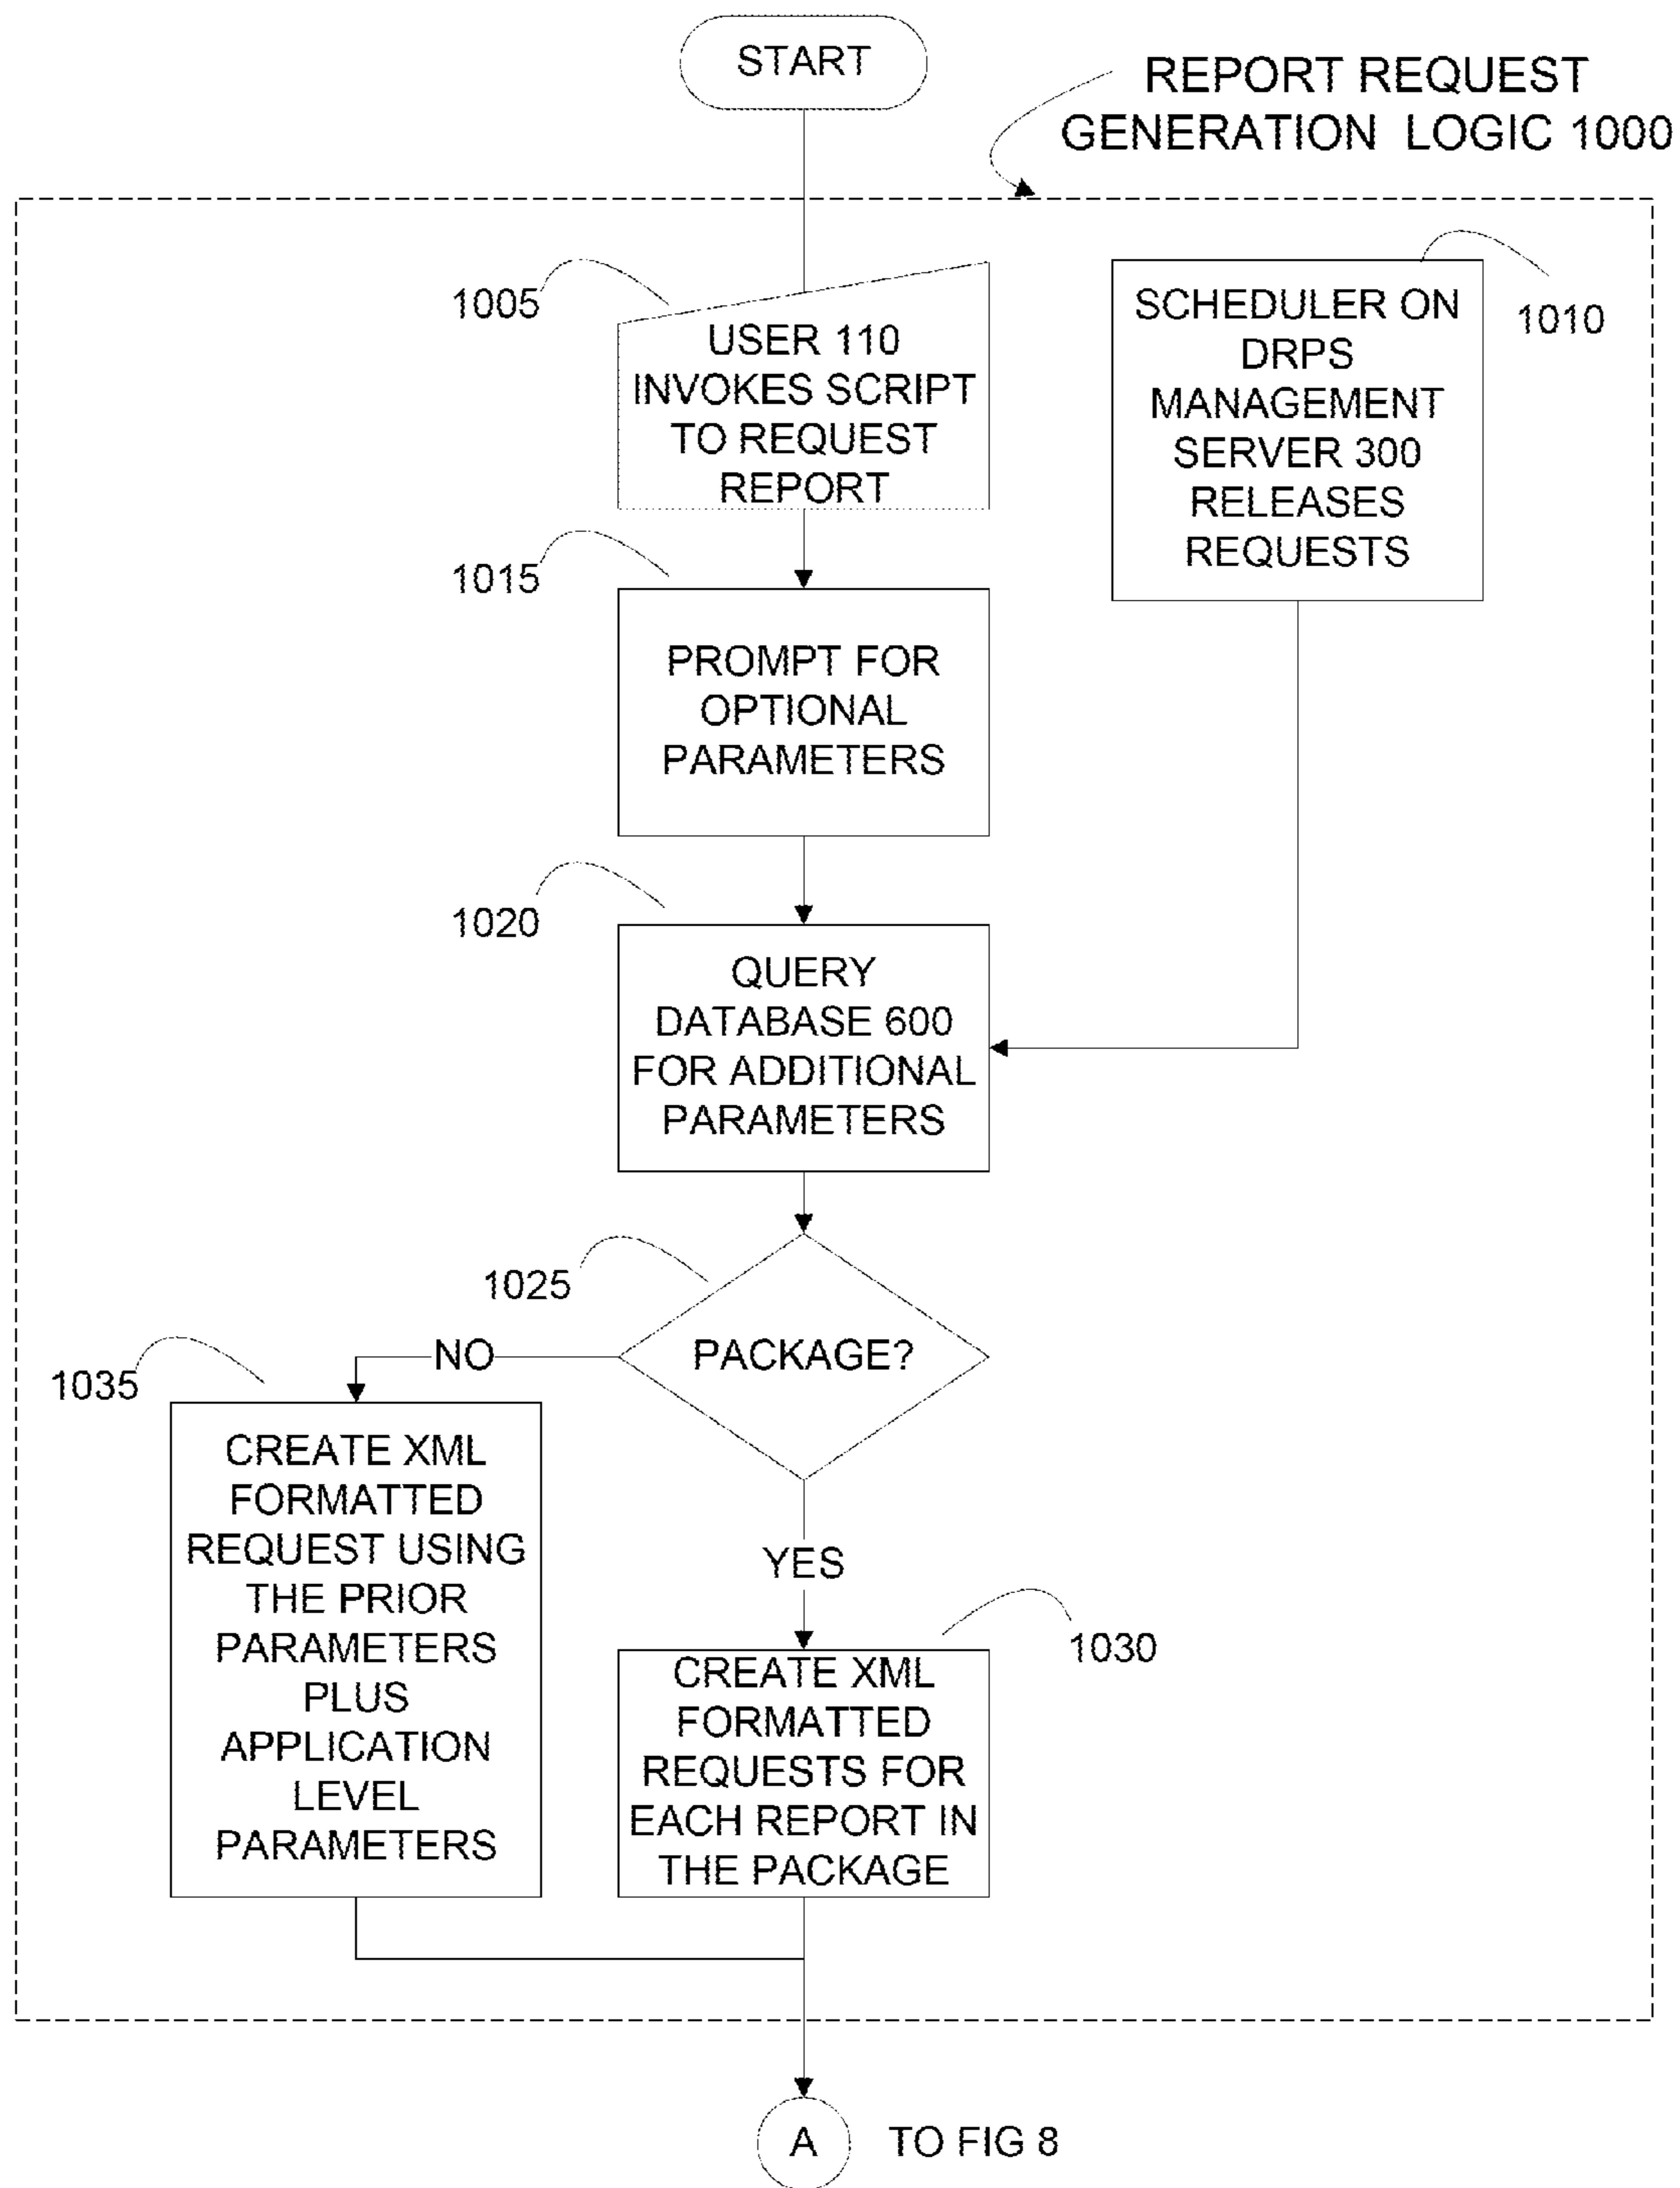 START
REPORT REQUEST
GENERATION LOGIC 1000
1005
USER 110
INVOKES SCRIPT
TO REQUEST
REPORT
SCHEDULER ON
DRPS
MANAGEMENT
SERVER 300
RELEASES
REQUESTS
1010
1015
PROMPT FOR
OPTIONAL
PARAMETERS
1020
QUERY
DATABASE 600
FOR ADDITIONAL
PARAMETERS
1025
PACKAGE?
NO
1035
CREATE XML
FORMATTED
REQUEST USING
THE PRIOR
PARAMETERS
PLUS
APPLICATION
LEVEL
PARAMETERS
YES
1030
CREATE XML
FORMATTED
REQUESTS FOR
EACH REPORT IN
THE PACKAGE
A
TO FIG 8